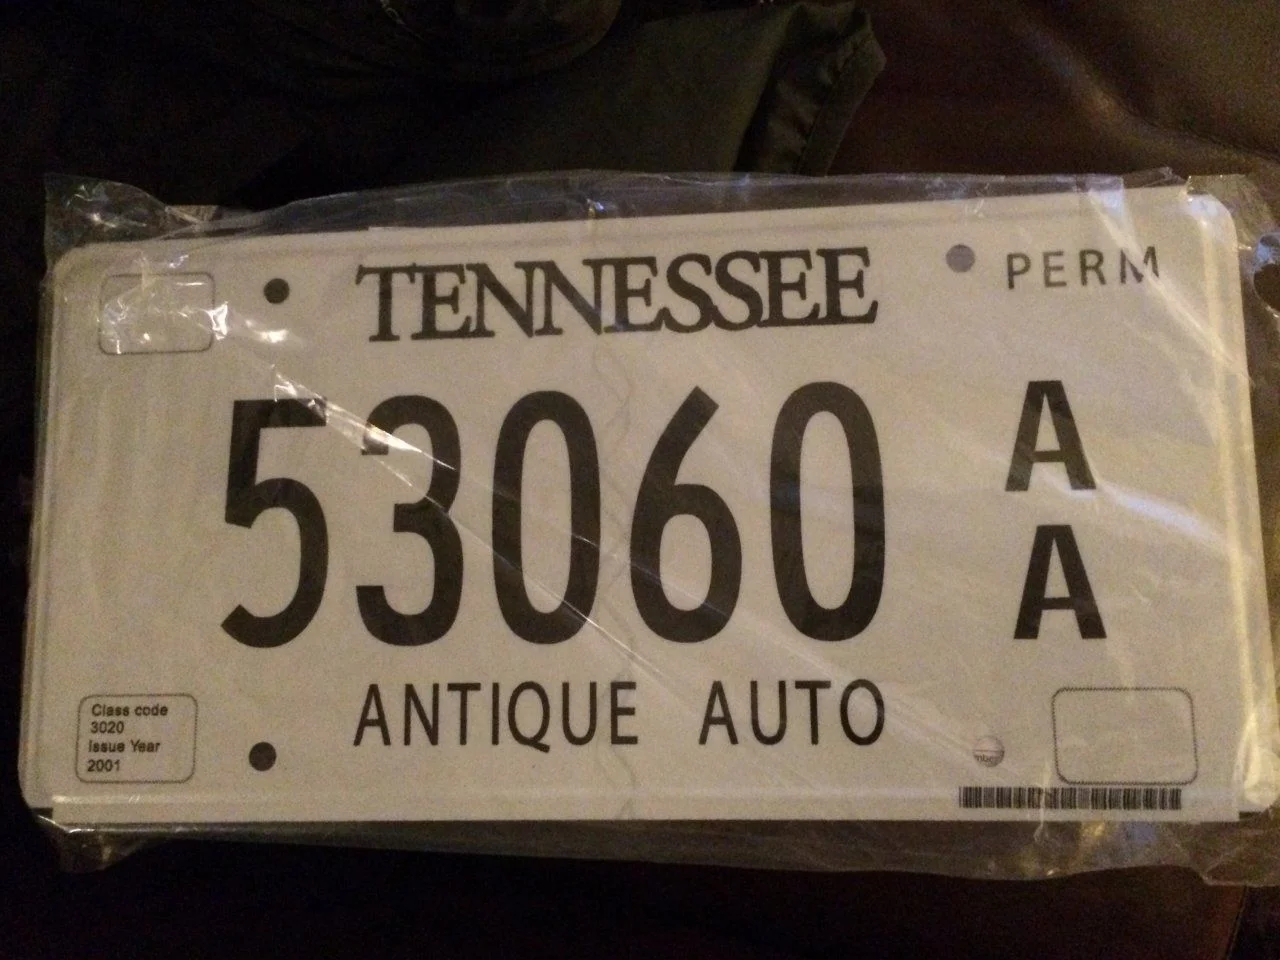 TENNESSEE
PERM
53060
A
A
ANTIQUE AUTO
Class code
3020
Issue Year
2001